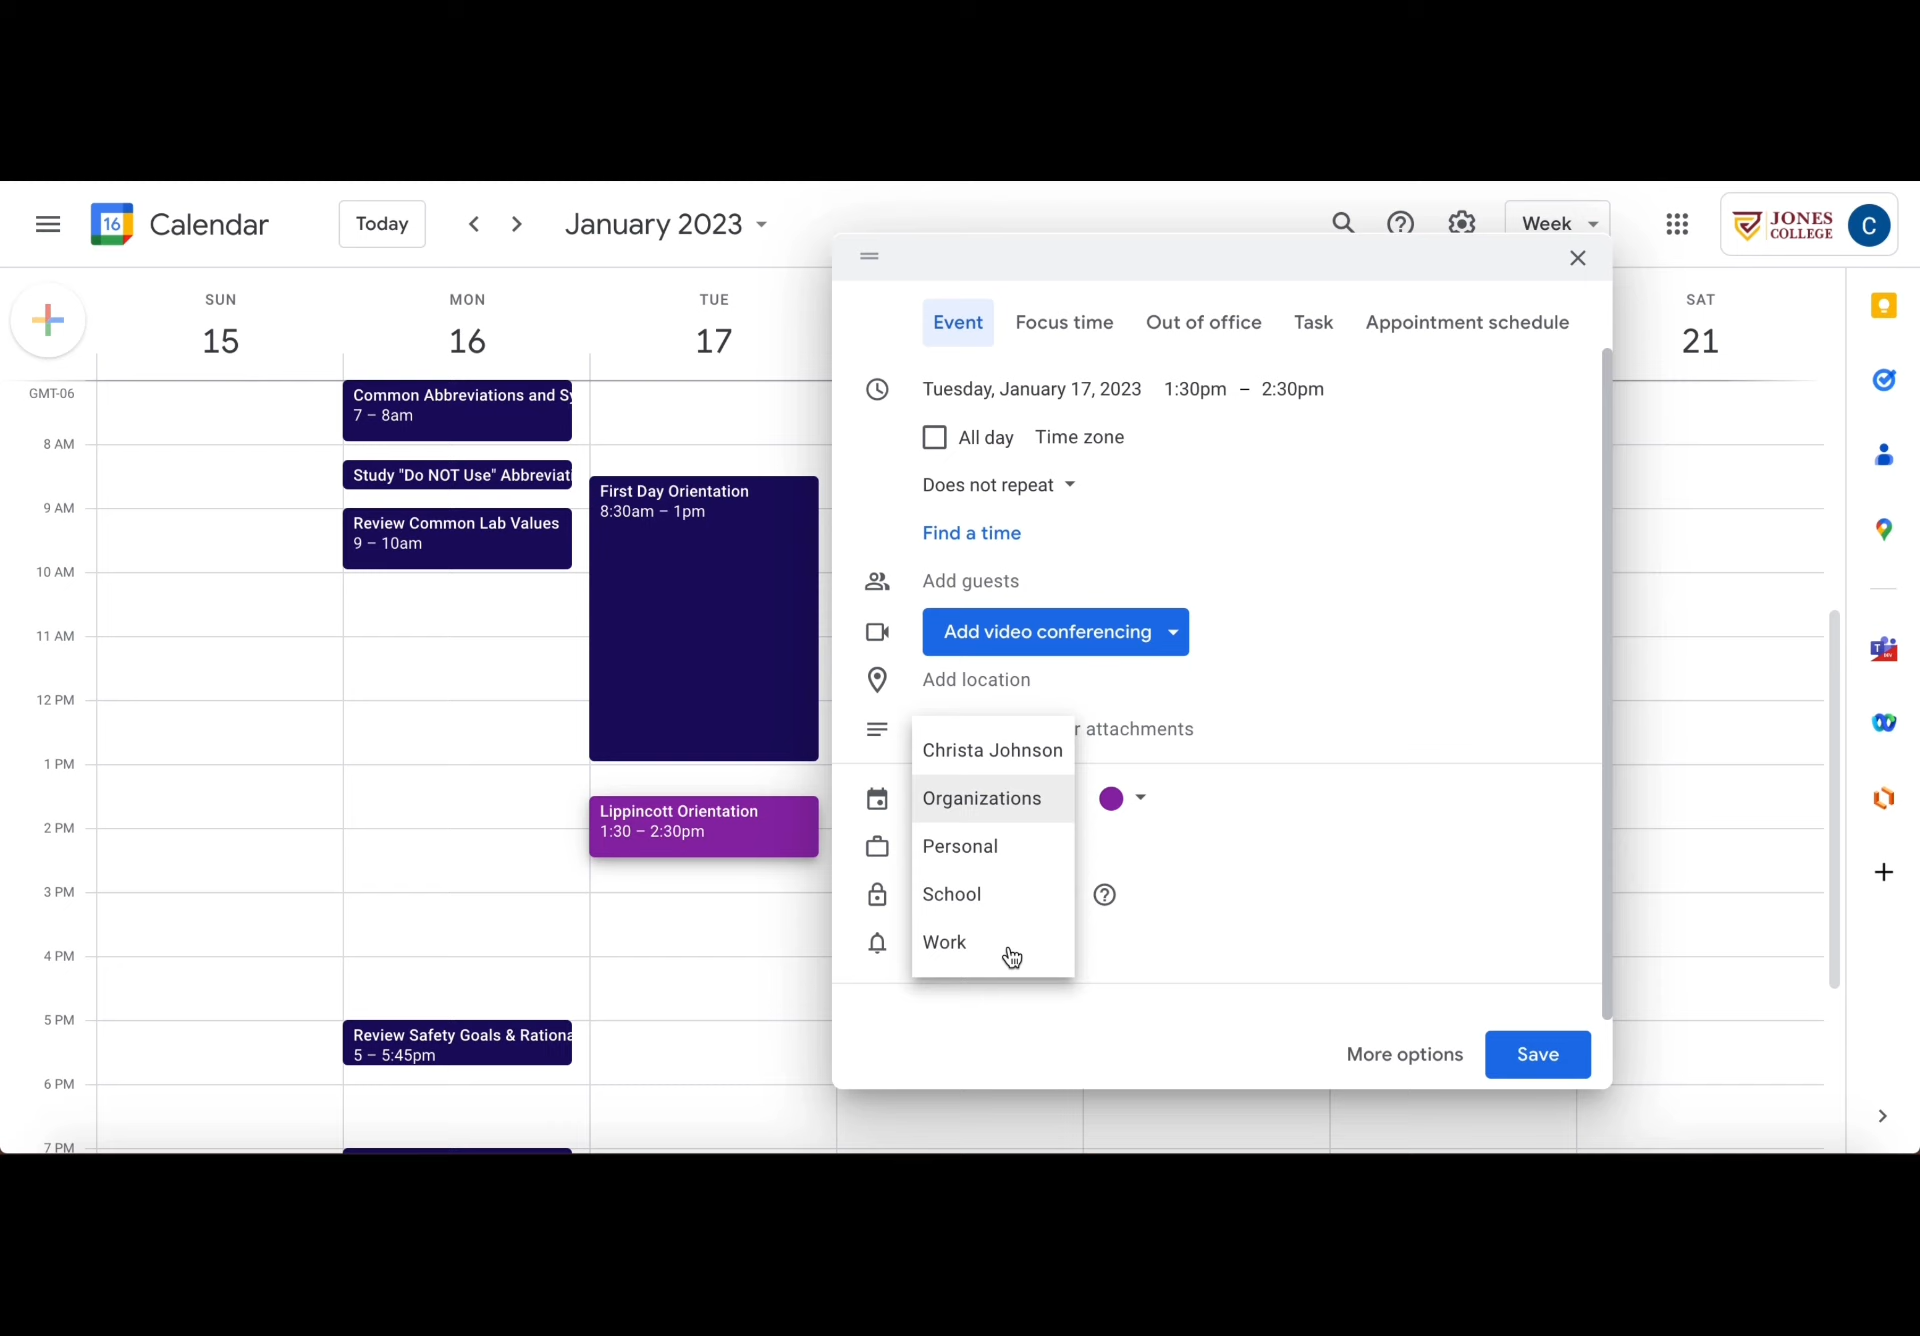 16 Calendar
Today
January 2023
Week
JONES
COLLEGE
C
SUN
15
MON
16
TUE
17
SAT
21
GMT-06
8 AM
9 AM
10 AM
11 AM
12 PM
1 PM
2 PM
3 PM
4 PM
5 PM
6 PM
7 PM
Common Abbreviations and Sy
7 – 8am
Study "Do NOT Use" Abbreviati
Review Common Lab Values
9 – 10am
Review Safety Goals & Rationa
5 – 5:45pm
First Day Orientation
8:30am – 1pm
Lippincott Orientation
1:30 – 2:30pm
Event Focus time Out of office Task Appointment schedule
Tuesday, January 17, 2023 1:30pm – 2:30pm
All day Time zone
Does not repeat
Find a time
Add guests
Add video conferencing
Add location
r attachments
Christa Johnson
Organizations
Personal
School
Work
More options
Save